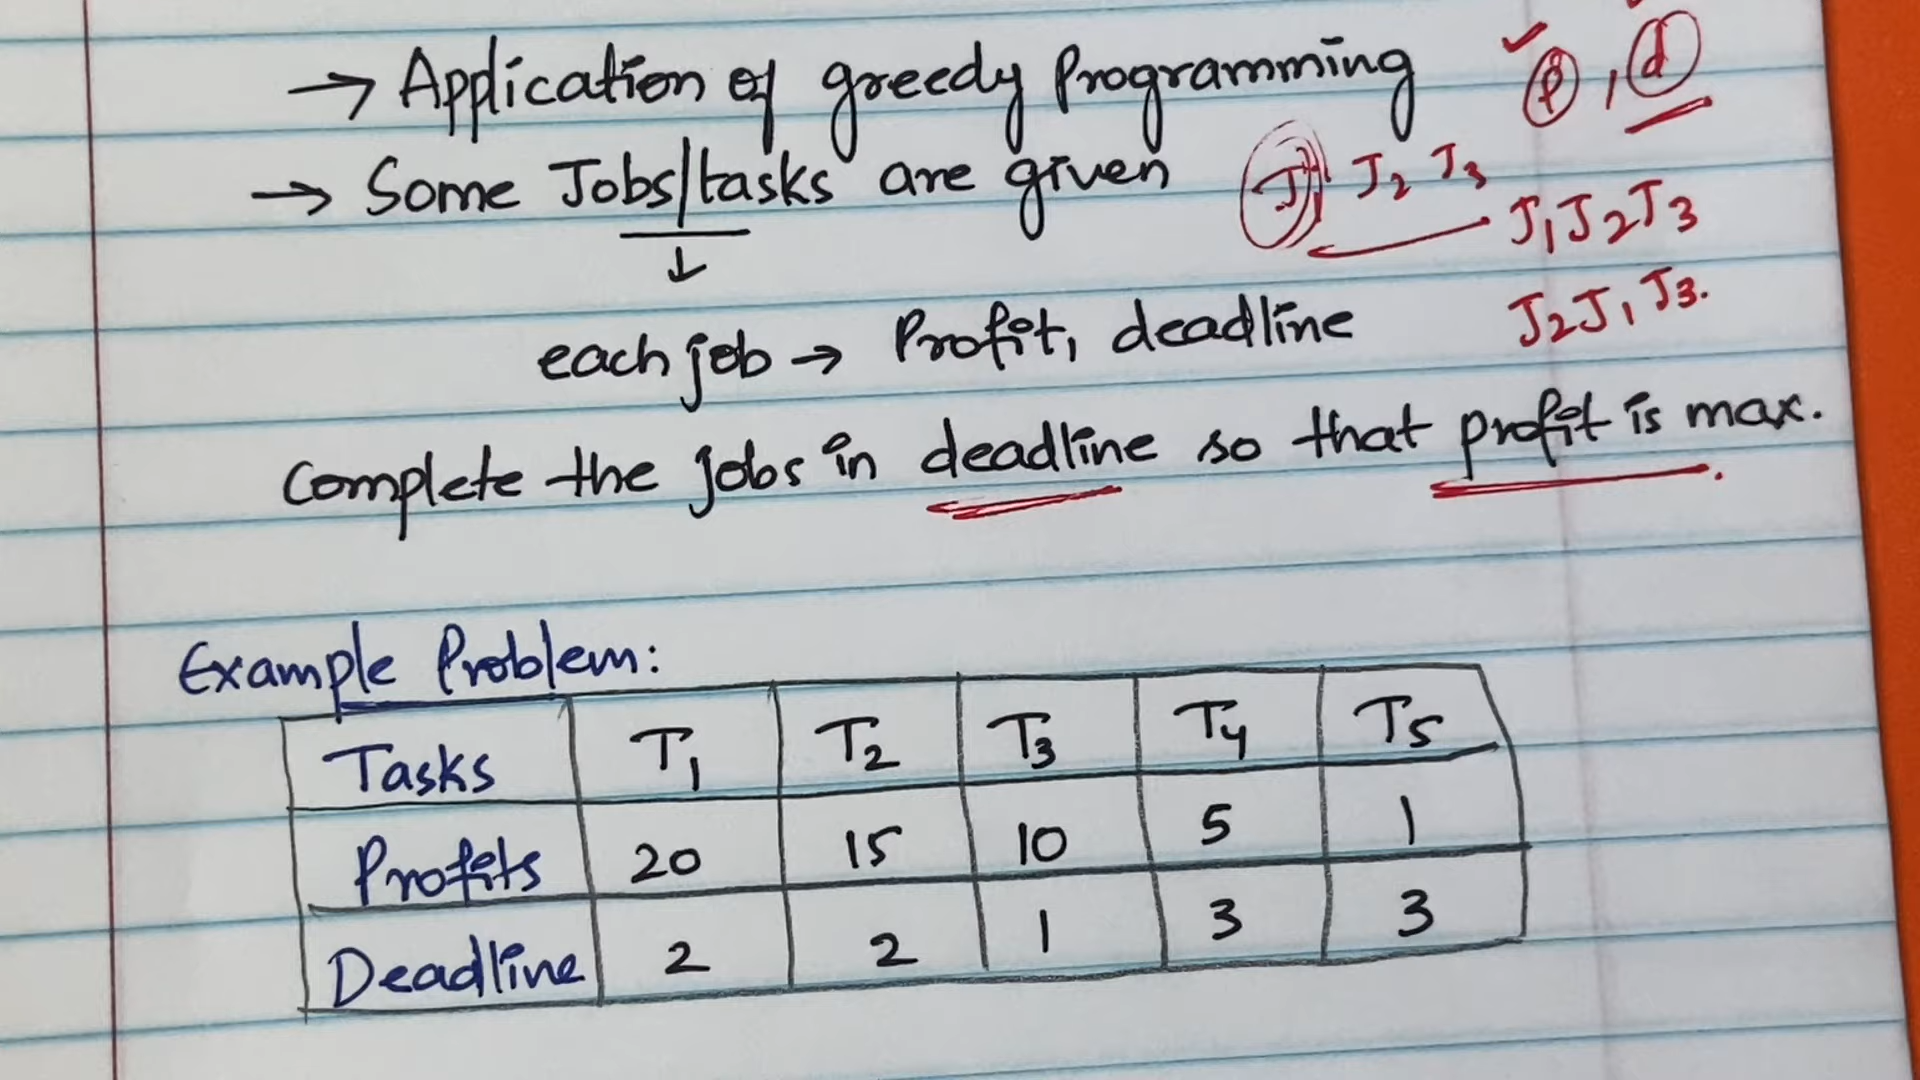 → Application of greedy Programming
P, d
→ Some Jobs/tasks are given
J1 J2 J3
J1 J2 J3
↓
J2 J1 J3.
each job → Profit, deadline
Complete the jobs in deadline so that profit is max.
Example Problem:
Tasks T1 T2 T3 T4 T5
Profits 20 15 10 5 1
Deadline 2 2 1 3 3